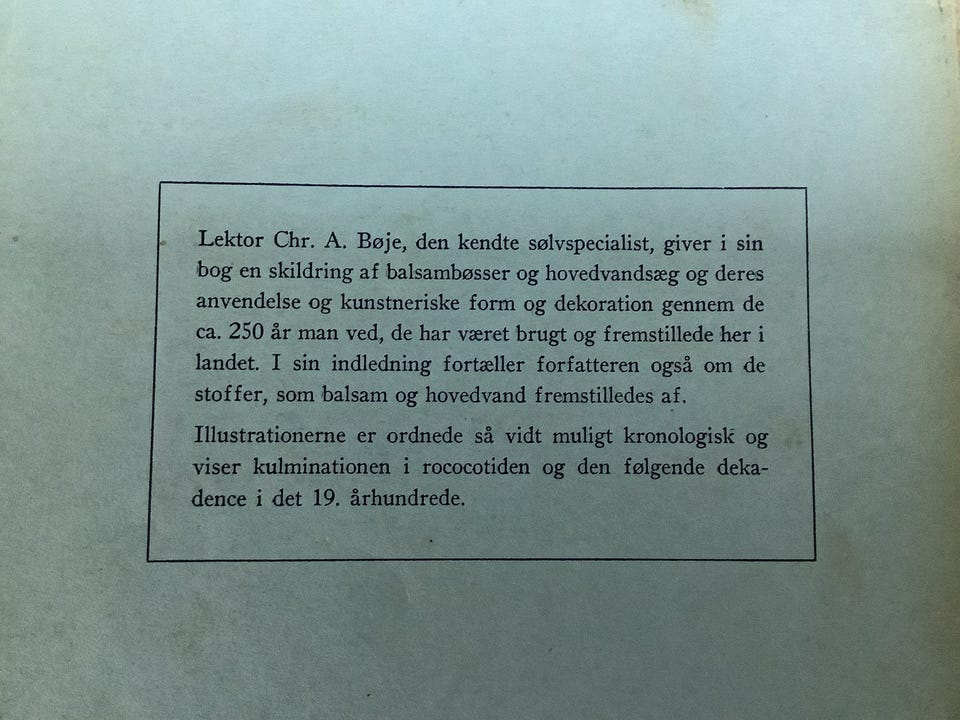 Lektor Chr. A. Bøje, den kendte sølvspecialist, giver i sin
bog en skildring af balsambøsser og hovedvandsæg og deres
anvendelse og kunstneriske form og dekoration gennem de
ca. 250 år man ved, de har været brugt og fremstillede her i
landet. I sin indledning fortæller forfatteren også om de
stoffer, som balsam og hovedvand fremstilledes af.
Illustrationerne er ordnede så vidt muligt kronologisk og
viser kulminationen i rococotiden og den følgende deka-
dence i det 19. århundrede.